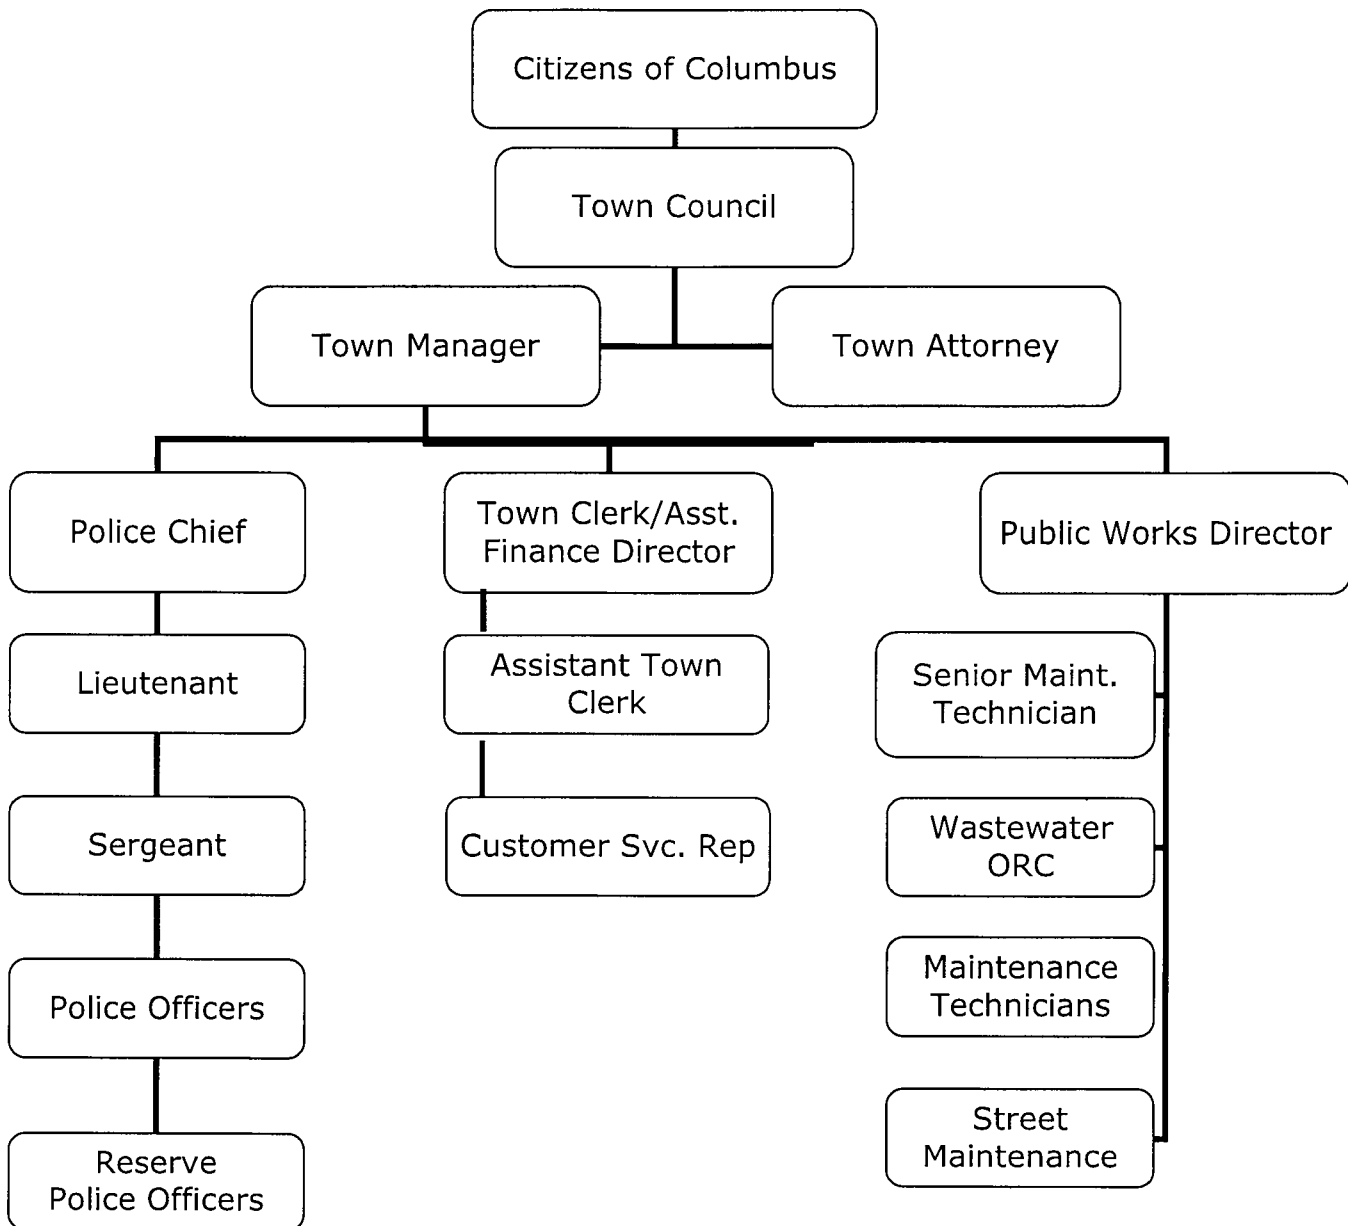 Citizens of Columbus
Town Council
Town Manager
Town Attorney
Police Chief
Town Clerk/Asst.
Finance Director
Public Works Director
Lieutenant
Assistant Town
Clerk
Senior Maint.
Technician
Sergeant
Customer Svc. Rep
Wastewater
ORC
Police Officers
Maintenance
Technicians
Reserve
Police Officers
Street
Maintenance